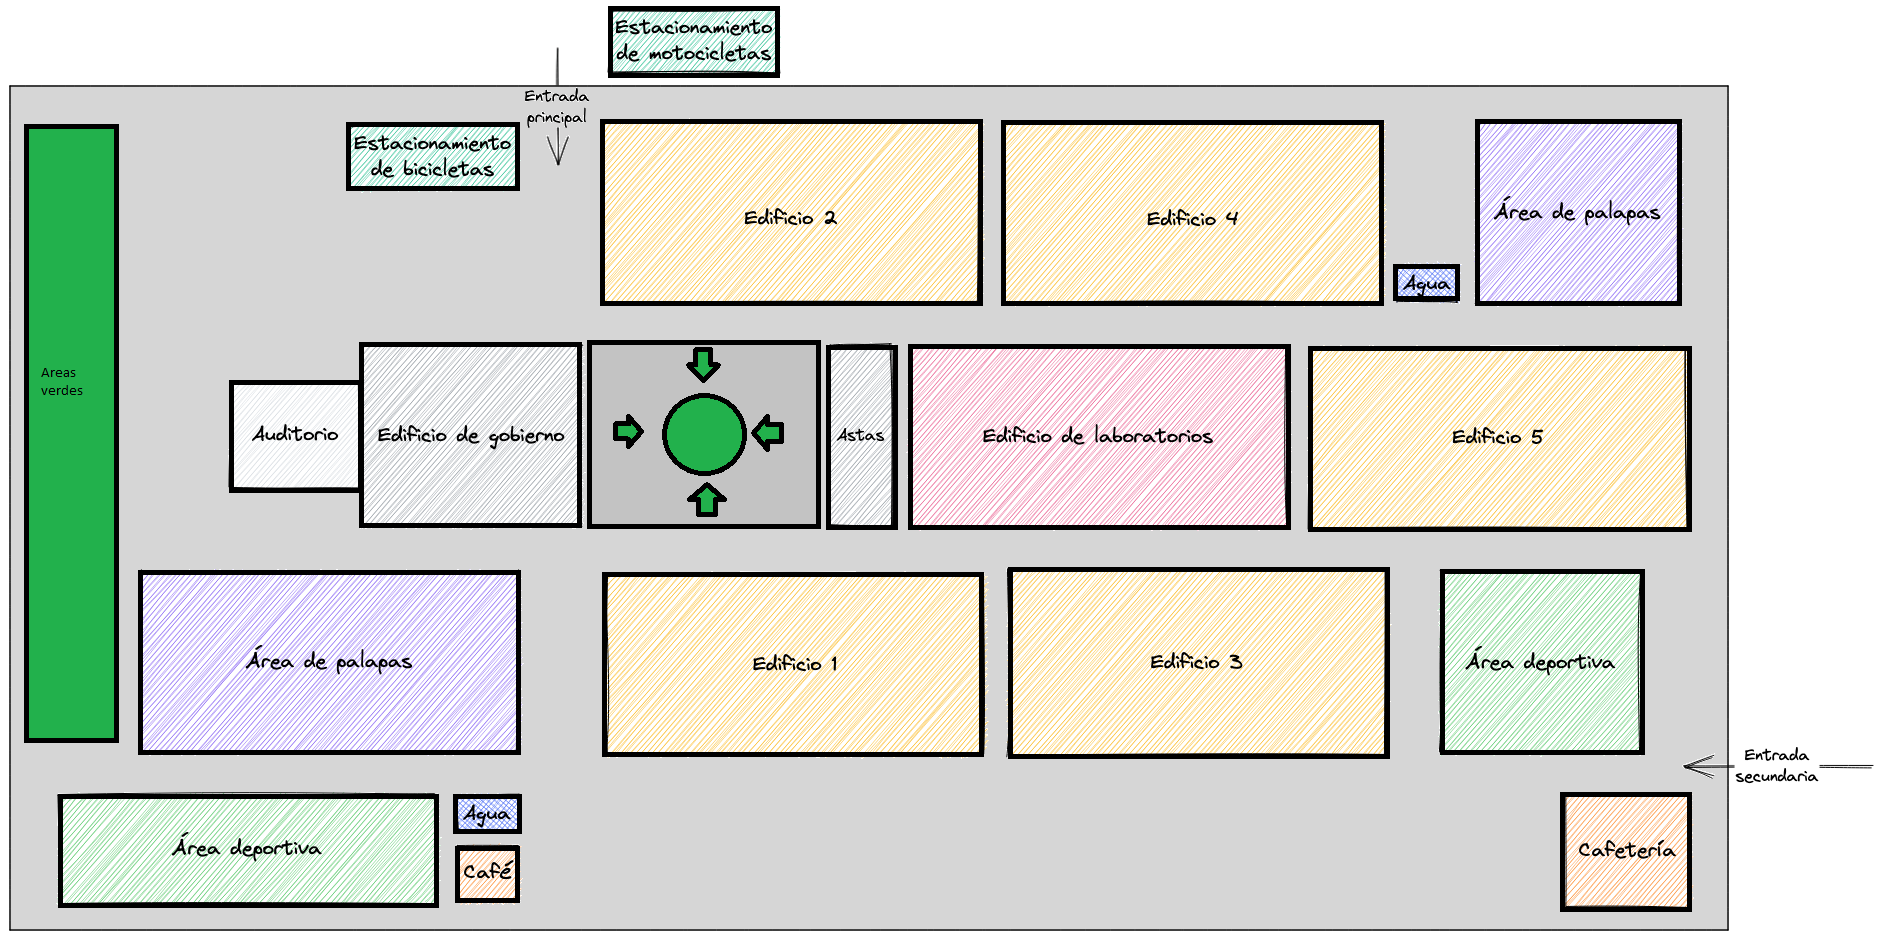 Estacionamiento
de motocicletas
Entrada
principal
Estacionamiento
de bicicletas
Edificio 2
Edificio 4
Área de palapas
Agua
Areas
verdes
Auditorio
Edificio de gobierno
Astas
Edificio de laboratorios
Edificio 5
Área de palapas
Edificio 1
Edificio 3
Área deportiva
Entrada
secundaria
Área deportiva
Agua
Café
Cafetería